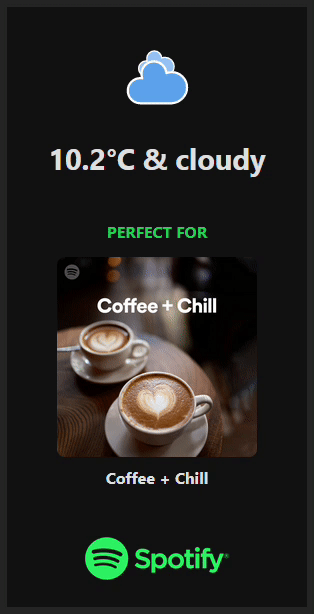 10.2°C & cloudy
PERFECT FOR
Coffee + Chill
Coffee + Chill
Spotify®